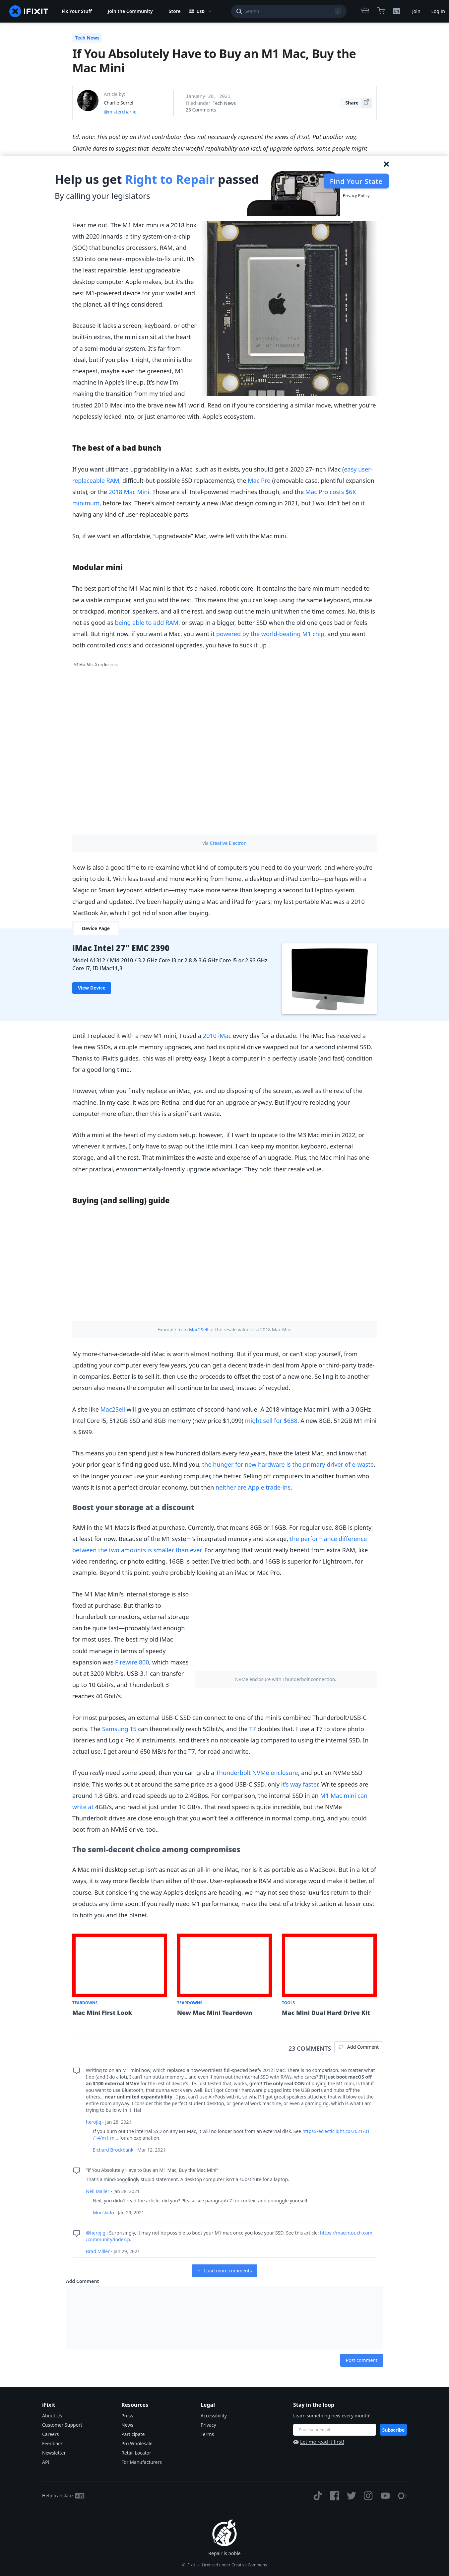 IFIXIT
Fix Your Stuff
Join the Community
Store
USD
Search
Join
Log In
Tech News
If You Absolutely Have to Buy an M1 Mac, Buy the Mac Mini
Article by:
Charlie Sorrel
@mistercharlie
January 28, 2021
Filed under: Tech News
23 Comments
Share
Ed. note: This post by an iFixit contributor does not necessarily represent the views of iFixit. Put another way,
Charlie dares to suggest that, despite their woeful repairability and lack of upgrade options, some people might
Help us get Right to Repair passed
By calling your legislators
Find Your State
Privacy Policy
Hear me out. The M1 Mac mini is a 2018 box
with 2020 innards, a tiny system-on-a-chip
(SOC) that bundles processors, RAM, and
SSD into one near-impossible-to-fix unit. It's
the least repairable, least upgradeable
desktop computer Apple makes, but it's the
best M1-powered device for your wallet and
the planet, all things considered.
Because it lacks a screen, keyboard, or other
built-in extras, the mini can sit at the heart
of a semi-modular system. It's far from
ideal, but if you play it right, the mini is the
cheapest, maybe even the greenest, M1
machine in Apple's lineup. It's how I'm
making the transition from my tried and
trusted 2010 iMac into the brave new M1 world. Read on if you're considering a similar move, whether you're
hopelessly locked into, or just enamored with, Apple's ecosystem.
The best of a bad bunch
If you want ultimate upgradability in a Mac, such as it exists, you should get a 2020 27-inch iMac (easy user-
replaceable RAM, difficult-but-possible SSD replacements), the Mac Pro (removable case, plentiful expansion
slots), or the 2018 Mac Mini. Those are all Intel-powered machines though, and the Mac Pro costs $6K
minimum, before tax. There's almost certainly a new iMac design coming in 2021, but I wouldn't bet on it
having any kind of user-replaceable parts.
So, if we want an affordable, "upgradeable" Mac, we're left with the Mac mini.
Modular mini
The best part of the M1 Mac mini is that it's a naked, robotic core. It contains the bare minimum needed to
be a viable computer, and you add the rest. This means that you can keep using the same keyboard, mouse
or trackpad, monitor, speakers, and all the rest, and swap out the main unit when the time comes. No, this is
not as good as being able to add RAM, or swap in a bigger, better SSD when the old one goes bad or feels
small. But right now, if you want a Mac, you want it powered by the world-beating M1 chip, and if you want
both controlled costs and occasional upgrades, you have to suck it up .
M1 Mac Mini, X-ray from top.
via Creative Electron
Now is also a good time to re-examine what kind of computers you need to do your work, and where you're
going to do it. With less travel and more working from home, a desktop and iPad combo—perhaps with a
Magic or Smart keyboard added in—may make more sense than keeping a second full laptop system
charged and updated. I've been happily using a Mac and iPad for years; my last portable Mac was a 2010
MacBook Air, which I got rid of soon after buying.
Device Page
iMac Intel 27" EMC 2390
Model A1312 / Mid 2010 / 3.2 GHz Core i3 or 2.8 & 3.6 GHz Core i5 or 2.93 GHz
Core i7, ID iMac11,3
View Device
Until I replaced it with a new M1 mini, I used a 2010 iMac every day for a decade. The iMac has received a
few new SSDs, a couple memory upgrades, and had its optical drive swapped out for a second internal SSD.
Thanks to iFixit's guides, this was all pretty easy. I kept a computer in a perfectly usable (and fast) condition
for a good long time.
However, when you finally replace an iMac, you end up disposing of the screen, as well as the rest of the
machine. In my case, it was pre-Retina, and due for an upgrade anyway. But if you're replacing your
computer more often, then this is a significant waste.
With a mini at the heart of my custom setup, however, if I want to update to the M3 Mac mini in 2022, or
whenever it arrives, I only have to swap out the little mini. I can keep my monitor, keyboard, external
storage, and all the rest. That minimizes the waste and expense of an upgrade. Plus, the Mac mini has one
other practical, environmentally-friendly upgrade advantage: They hold their resale value.
Buying (and selling) guide
Example from Mac2Sell of the resale value of a 2018 Mac Mini
My more-than-a-decade-old iMac is worth almost nothing. But if you must, or can't stop yourself, from
updating your computer every few years, you can get a decent trade-in deal from Apple or third-party trade-
in companies. Better is to sell it, then use the proceeds to offset the cost of a new one. Selling it to another
person also means the computer will continue to be used, instead of recycled.
A site like Mac2Sell will give you an estimate of second-hand value. A 2018-vintage Mac mini, with a 3.0GHz
Intel Core i5, 512GB SSD and 8GB memory (new price $1,099) might sell for $688. A new 8GB, 512GB M1 mini
is $699.
This means you can spend just a few hundred dollars every few years, have the latest Mac, and know that
your prior gear is finding good use. Mind you, the hunger for new hardware is the primary driver of e-waste,
so the longer you can use your existing computer, the better. Selling off computers to another human who
wants it is not a perfect circular economy, but then neither are Apple trade-ins.
Boost your storage at a discount
RAM in the M1 Macs is fixed at purchase. Currently, that means 8GB or 16GB. For regular use, 8GB is plenty,
at least for now. Because of the M1 system's integrated memory and storage, the performance difference
between the two amounts is smaller than ever. For anything that would really benefit from extra RAM, like
video rendering, or photo editing, 16GB is better. I've tried both, and 16GB is superior for Lightroom, for
example. Beyond this point, you're probably looking at an iMac or Mac Pro.
The M1 Mac Mini's internal storage is also
fixed at purchase. But thanks to
Thunderbolt connectors, external storage
can be quite fast—probably fast enough
for most uses. The best my old iMac
could manage in terms of speedy
expansion was Firewire 800, which maxes
out at 3200 Mbit/s. USB-3.1 can transfer
up to 10 Gbit/s, and Thunderbolt 3
reaches 40 Gbit/s.
NVMe enclosure with Thunderbolt connection.
For most purposes, an external USB-C SSD can connect to one of the mini's combined Thunderbolt/USB-C
ports. The Samsung T5 can theoretically reach 5Gbit/s, and the T7 doubles that. I use a T7 to store photo
libraries and Logic Pro X instruments, and there's no noticeable slowdown compared to using the internal SSD. In
actual use, I get around 650 MB/s for the T7, for read and write.
If you really need some speed, then you can grab a Thunderbolt NVMe enclosure, and put an NVMe SSD
inside. This works out at around the same price as a good USB-C SSD, only it's way faster. Write speeds are
around 1.8 GB/s, and read speeds up to 2.4GBps. For comparison, the internal SSD in an M1 Mac mini can
write at 4GB/s, and read at just under 10 GB/s. That read speed is quite incredible, but the NVMe
Thunderbolt drives are close enough that you won't feel a difference in normal computing, and you could
boot from an NVME drive, too..
The semi-decent choice among compromises
A Mac mini desktop setup isn't as neat as an all-in-one iMac, nor is it as portable as a MacBook. But in a lot of
ways, it is way more flexible than either of those. User-replaceable RAM and storage would make it better, of
course. But considering the way Apple's designs are heading, we may not see those luxuries return to their
products any time soon. If you really need M1 performance, make the best of a tricky situation at lesser cost
to both you and the planet.
TEARDOWNS
Mac Mini First Look
TEARDOWNS
New Mac Mini Teardown
TOOLS
Mac Mini Dual Hard Drive Kit
23 COMMENTS
Add Comment
Writing to on an M1 mini now, which replaced a now-worthless full-spec'ed beefy 2012 iMac. There is no comparison. No matter what
I do (and I do a lot), I can't run outta memory... and even if it burn out the internal SSD with R/Ws, who cares? I'll just boot macOS off
an $100 external NMVe for the rest of device's life. Just tested that, works, great! The only real CON of buying the M1 mini, is that if
you want to use Bluetooth, that dunna work very well. But I got Corsair hardware plugged into the USB ports and hubs off the
others... near unlimited expandability - I just can't use AirPods with it, whoppy do? I got great speakers attached that will blow out the
entire room anyway. I consider this the perfect studio desktop, or general work machine, or gaming rig, that's ever been made and I
am trying to build with it. Ha!
herojig - Jan 28, 2021
If you burn out the internal SSD on any M1 Mac, it will no longer boot from an external disk. See https://eclecticlight.co/2021/01
/14/m1-m... for an explanation.
Eichard Brockbank - Mar 12, 2021
"If You Absolutely Have to Buy an M1 Mac, Buy the Mac Mini"
That's a mind-bogglingly stupid statement. A desktop computer isn't a substitute for a laptop.
Neil Maller - Jan 28, 2021
Neil, you didn't read the article, did you? Please see paragraph 7 for context and unboggle yourself.
Moeskido - Jan 29, 2021
@herojig : Surprisingly, it may not be possible to boot your M1 mac once you lose your SSD. See this article: https://macintouch.com
/community/index.p...
Brad Miller - Jan 29, 2021
Load more comments
Add Comment
Post comment
iFixit
About Us
Customer Support
Careers
Feedback
Newsletter
API
Resources
Press
News
Participate
Pro Wholesale
Retail Locator
For Manufacturers
Legal
Accessibility
Privacy
Terms
Stay in the loop
Learn something new every month!
Enter your email
Subscribe
Let me read it first!
Help translate
Repair is noble
© iFixit — Licensed under Creative Commons